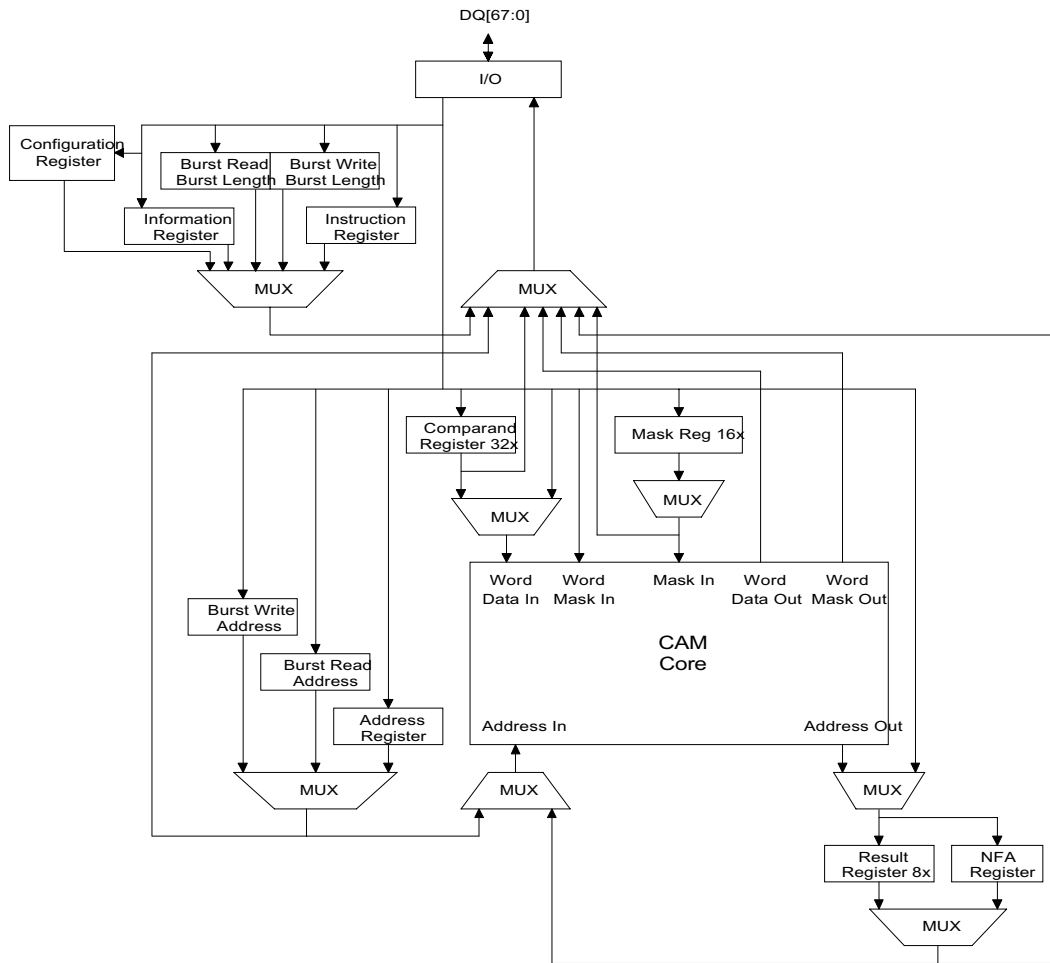 DQ[67:0]
I/O
Configuration
Register
Burst Read
Burst Length
Burst Write
Burst Length
Information
Register
Instruction
Register
MUX
MUX
Comparand
Register 32x
Mask Reg 16x
MUX
MUX
Word
Data In
Word
Mask In
Mask In
Word
Data Out
Word
Mask Out
CAM
Core
Burst Write
Address
Burst Read
Address
Address
Register
Address In
Address Out
MUX
MUX
MUX
Result
Register 8x
NFA
Register
MUX